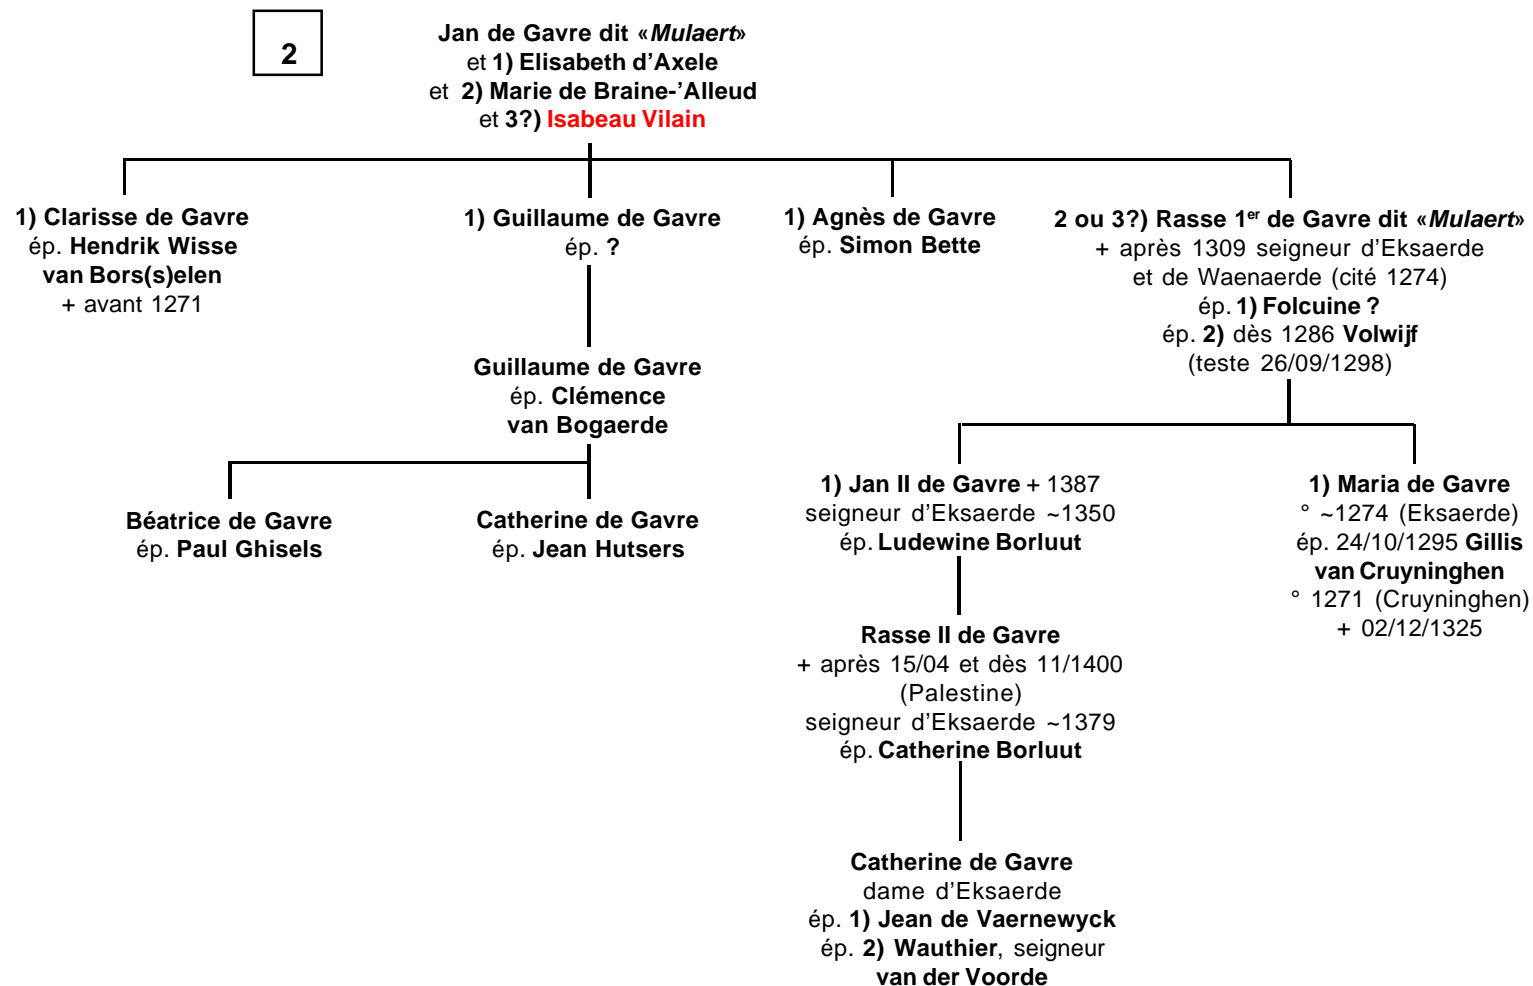 2
Jan de Gavre dit «Mulaert»
et 1) Elisabeth d’Axele
et 2) Marie de Braine-’Alleud
et 3?) Isabeau Vilain
1) Clarisse de Gavre
ép. Hendrik Wisse
van Bors(s)elen
+ avant 1271
1) Guillaume de Gavre
ép. ?
1) Agnès de Gavre
ép. Simon Bette
2 ou 3?) Rasse 1er de Gavre dit «Mulaert»
+ après 1309 seigneur d’Eksaerde
et de Waenaerde (cité 1274)
ép. 1) Folcuine ?
ép. 2) dès 1286 Volwijf
(teste 26/09/1298)
Guillaume de Gavre
ép. Clémence
van Bogaerde
Béatrice de Gavre
ép. Paul Ghisels
Catherine de Gavre
ép. Jean Hutsers
1) Jan II de Gavre + 1387
seigneur d’Eksaerde ~1350
ép. Ludewine Borluut
1) Maria de Gavre
° ~1274 (Eksaerde)
ép. 24/10/1295 Gillis
van Cruyninghen
° 1271 (Cruyninghen)
+ 02/12/1325
Rasse II de Gavre
+ après 15/04 et dès 11/1400
(Palestine)
seigneur d’Eksaerde ~1379
ép. Catherine Borluut
Catherine de Gavre
dame d’Eksaerde
ép. 1) Jean de Vaernewyck
ép. 2) Wauthier, seigneur
van der Voorde